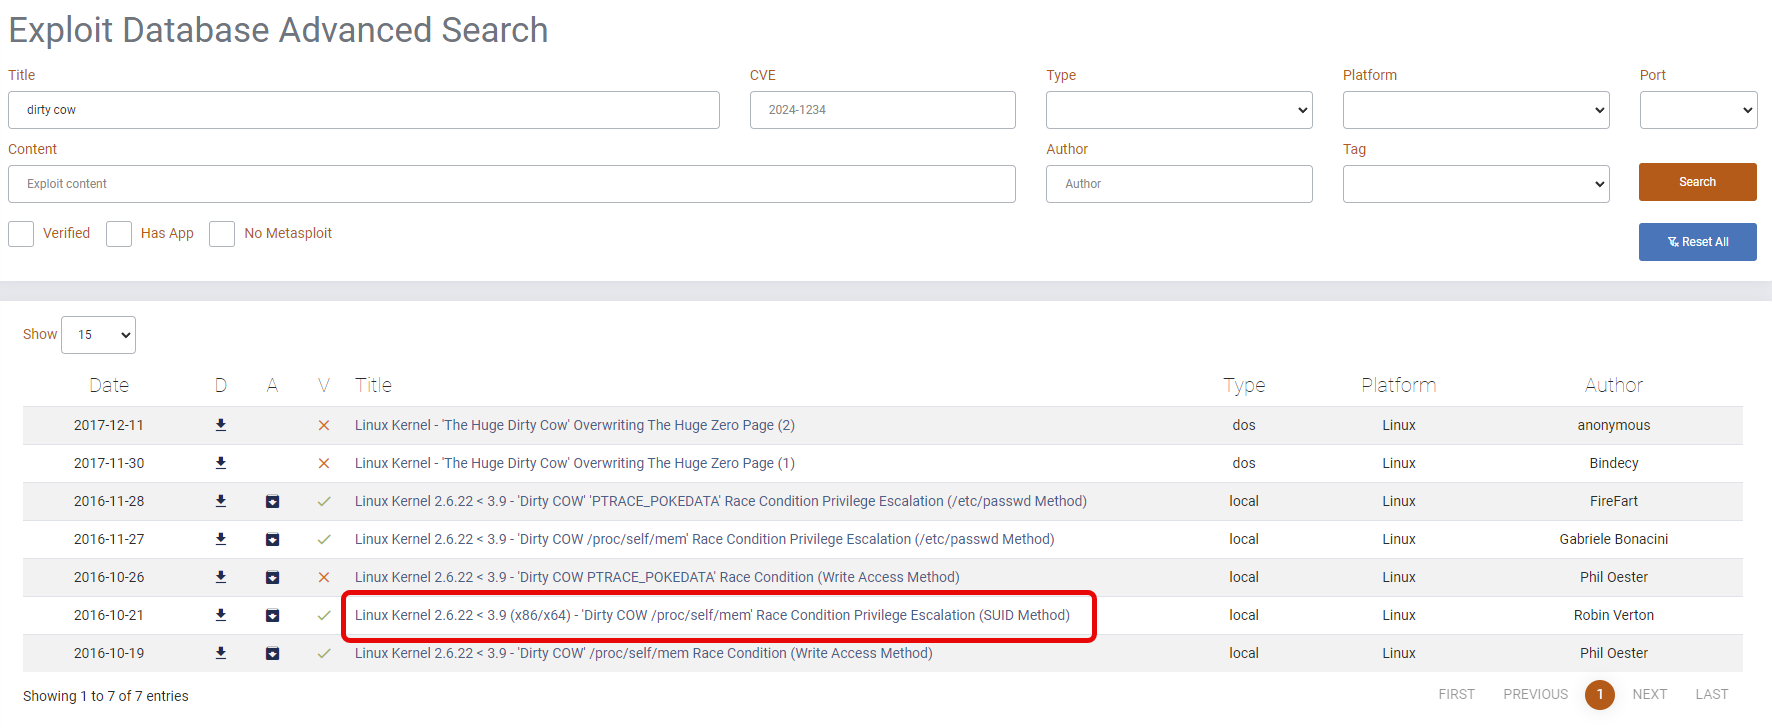 Exploit Database Advanced Search
Title CVE Type Platform Port
dirty cow 2024-1234
Content Author Tag
Exploit content Author Search
Verified Has App No Metasploit Reset All
Show 15
Date D A V Title Type Platform Author
2017-12-11 Linux Kernel - 'The Huge Dirty Cow' Overwriting The Huge Zero Page (2) dos Linux anonymous
2017-11-30 Linux Kernel - 'The Huge Dirty Cow' Overwriting The Huge Zero Page (1) dos Linux Bindecy
2016-11-28 Linux Kernel 2.6.22 < 3.9 - 'Dirty COW' 'PTRACE_POKEDATA' Race Condition Privilege Escalation (/etc/passwd Method) local Linux FireFart
2016-11-27 Linux Kernel 2.6.22 < 3.9 - 'Dirty COW /proc/self/mem' Race Condition Privilege Escalation (/etc/passwd Method) local Linux Gabriele Bonacini
2016-10-26 Linux Kernel 2.6.22 < 3.9 - 'Dirty COW PTRACE_POKEDATA' Race Condition (Write Access Method) local Linux Phil Oester
2016-10-21 Linux Kernel 2.6.22 < 3.9 (x86/x64) - 'Dirty COW /proc/self/mem' Race Condition Privilege Escalation (SUID Method) local Linux Robin Verton
2016-10-19 Linux Kernel 2.6.22 < 3.9 - 'Dirty COW' /proc/self/mem Race Condition (Write Access Method) local Linux Phil Oester
Showing 1 to 7 of 7 entries FIRST PREVIOUS 1 NEXT LAST